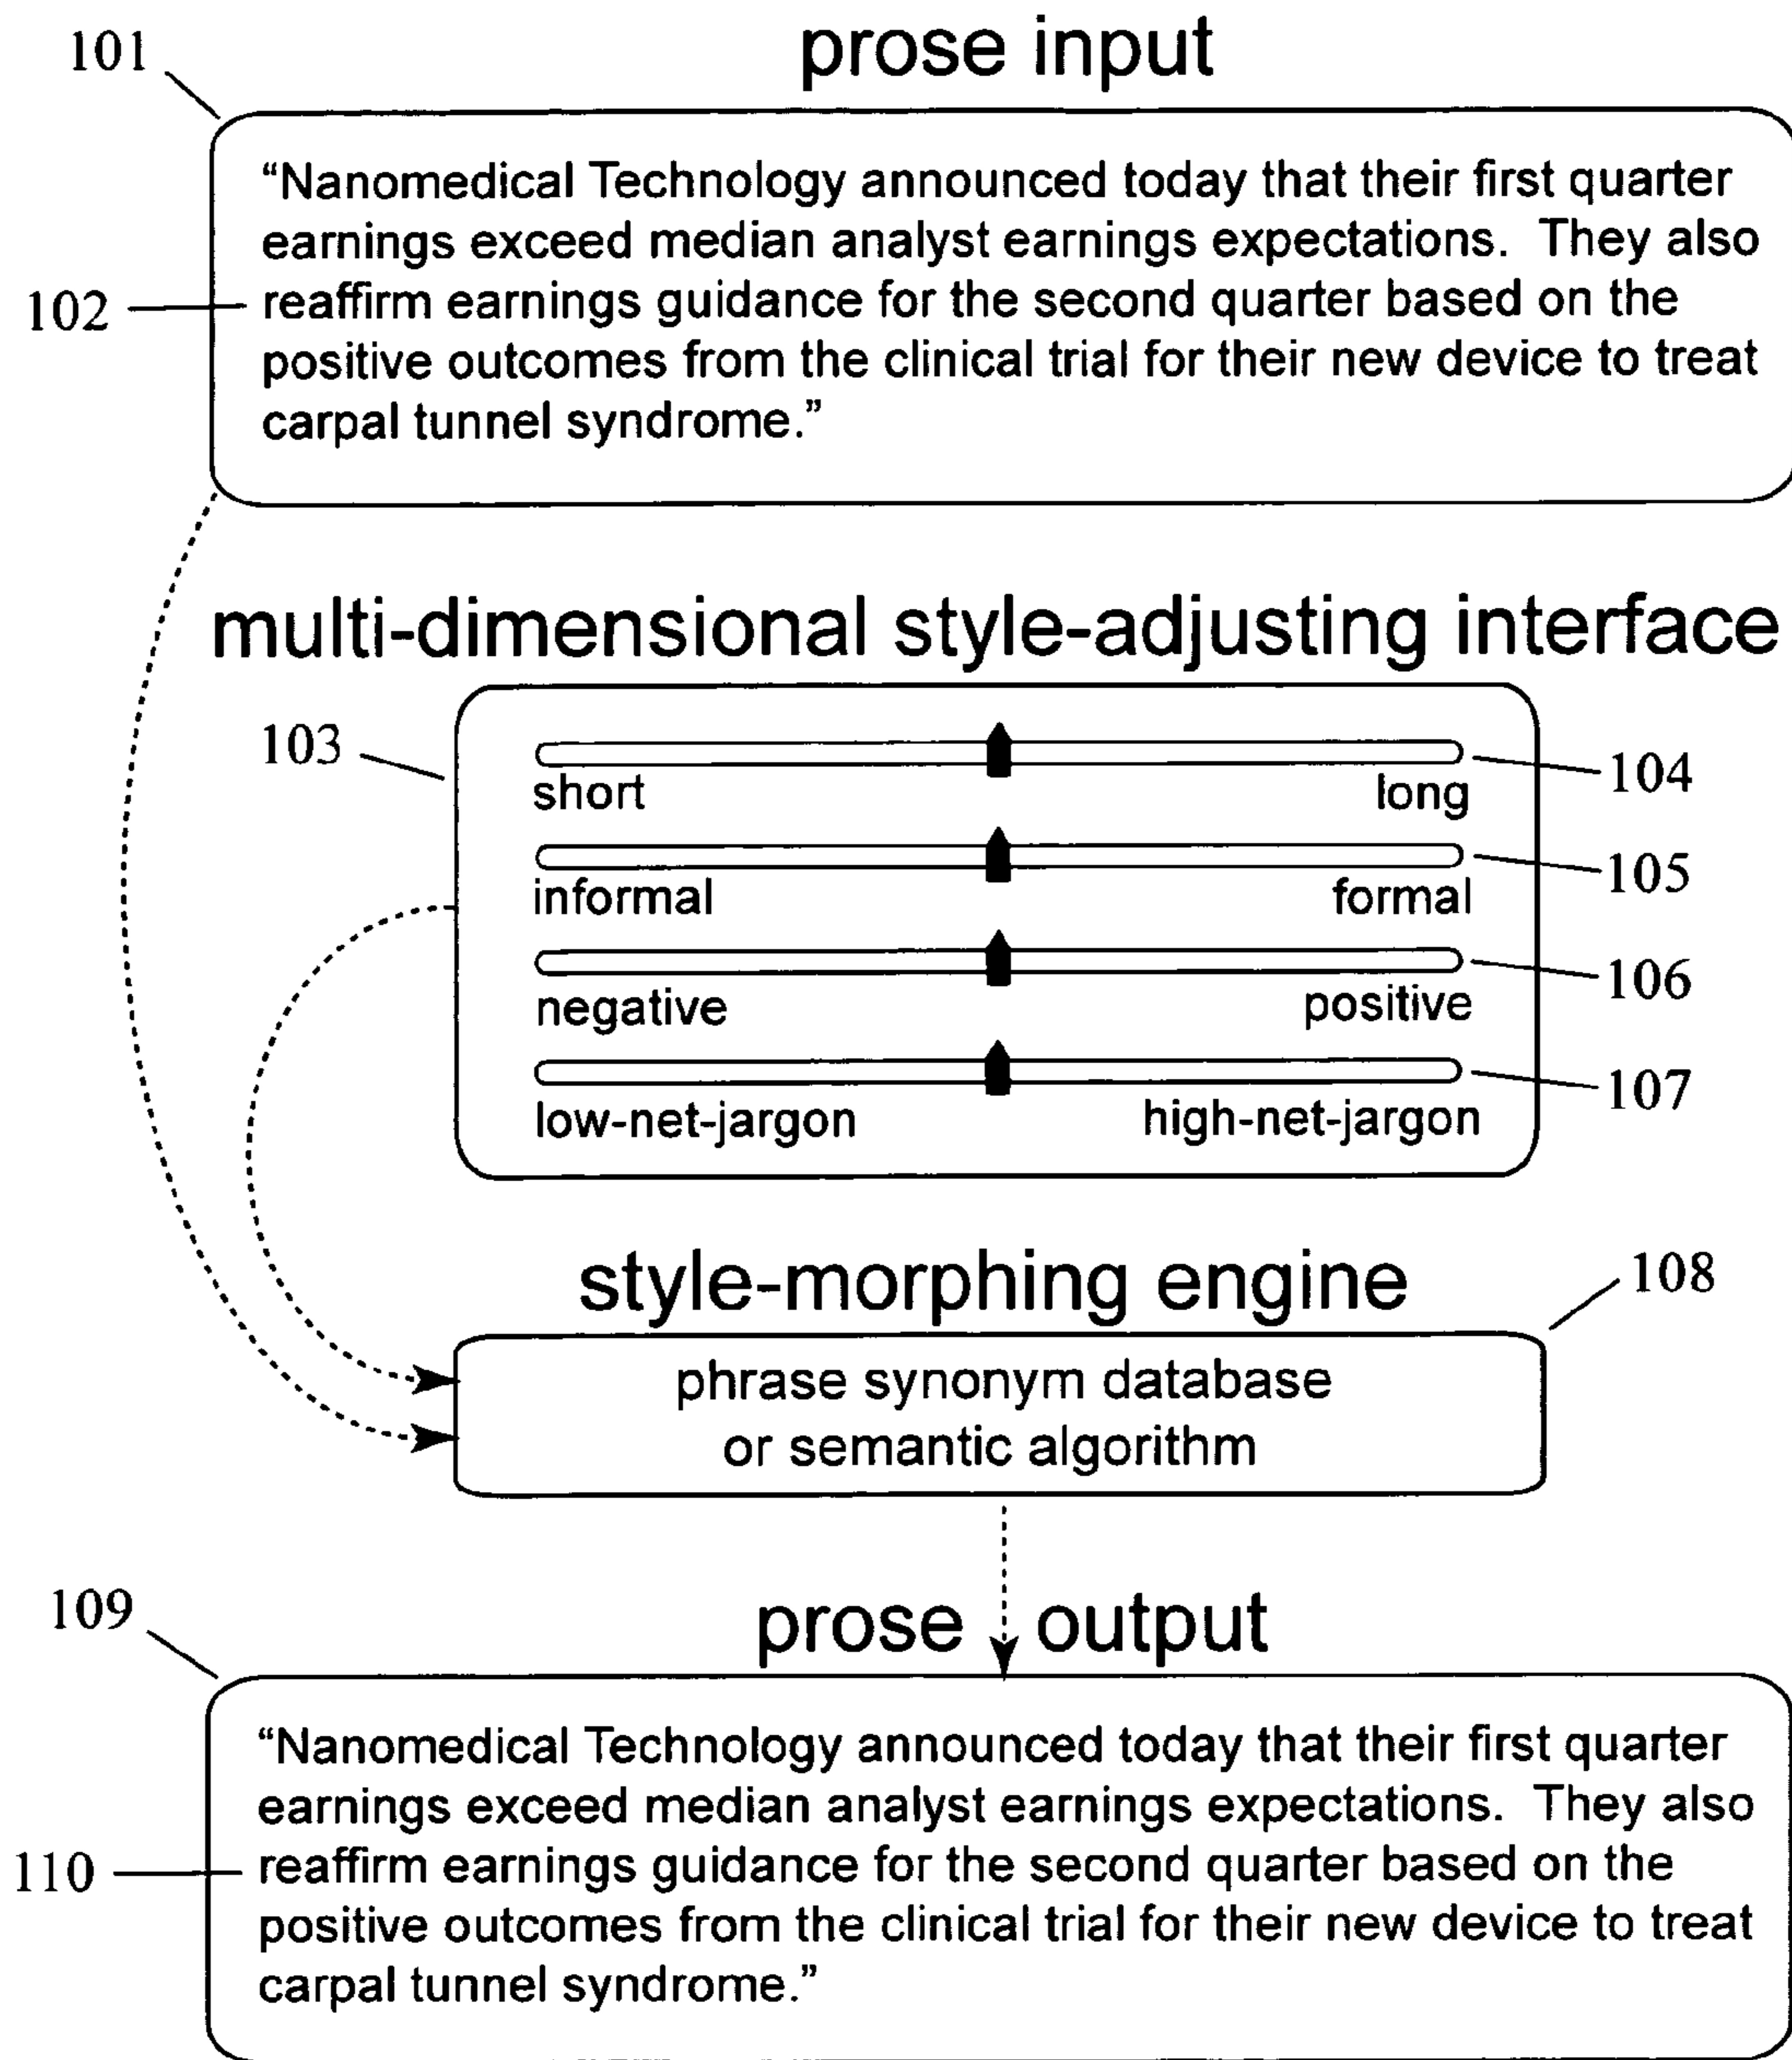 101
prose input
“Nanomedical Technology announced today that their first quarter
earnings exceed median analyst earnings expectations.  They also
102
reaffirm earnings guidance for the second quarter based on the
positive outcomes from the clinical trial for their new device to treat
carpal tunnel syndrome.”
multi-dimensional style-adjusting interface
103
104
short long
105
informal formal
106
negative positive
107
low-net-jargon high-net-jargon
style-morphing engine
108
phrase synonym database
or semantic algorithm
109
prose output
“Nanomedical Technology announced today that their first quarter
earnings exceed median analyst earnings expectations.  They also
110
reaffirm earnings guidance for the second quarter based on the
positive outcomes from the clinical trial for their new device to treat
carpal tunnel syndrome.”